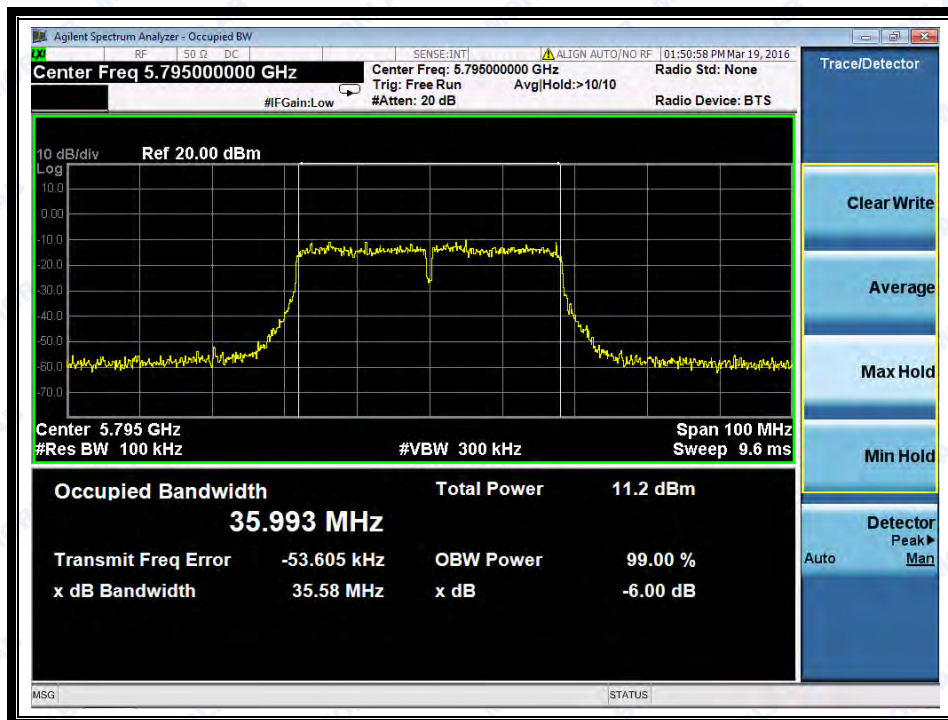 Agilent Spectrum Analyzer - Occupied BW
LXI RF 50 Ω DC SENSE:INT ALIGN AUTO/NO RF 01:50:58 PM Mar 19, 2016
Center Freq 5.795000000 GHz
Center Freq: 5.795000000 GHz
Radio Std: None
Trig: Free Run Avg|Hold:>10/10
#IFGain:Low
#Atten: 20 dB
Radio Device: BTS
10 dB/div Ref 20.00 dBm
Log
10.0
0.00
-10.0
-20.0
-30.0
-40.0
-50.0
-60.0
-70.0
Center 5.795 GHz Span 100 MHz
#Res BW 100 kHz #VBW 300 kHz Sweep 9.6 ms
Occupied Bandwidth Total Power 11.2 dBm
35.993 MHz
Transmit Freq Error -53.605 kHz OBW Power 99.00 %
x dB Bandwidth 35.58 MHz x dB -6.00 dB
Trace/Detector
Clear Write
Average
Max Hold
Min Hold
Detector
Peak▶
Auto Man
MSG STATUS